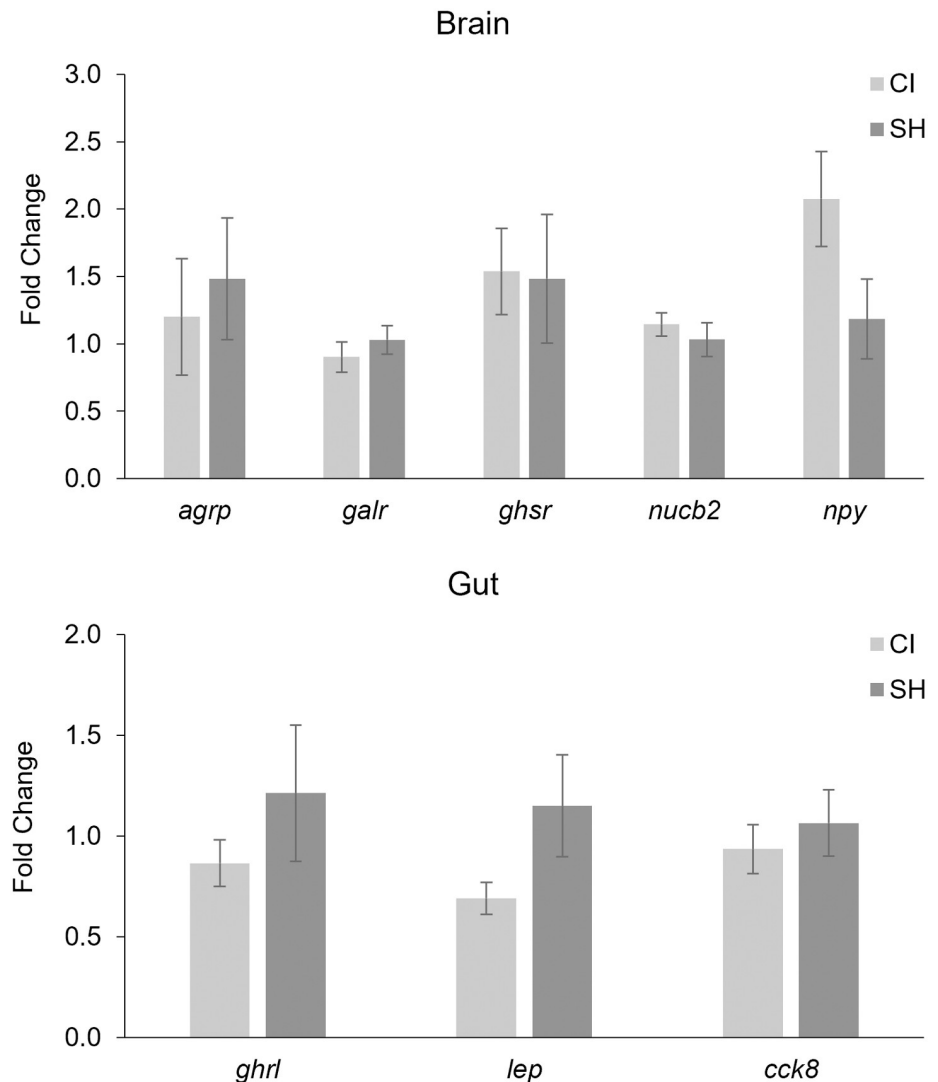 Brain
3.0
2.5
2.0
1.5
1.0
0.5
0.0
Fold Change
CI
SH
agrp galr ghsr nucb2 npy
Gut
2.0
1.5
1.0
0.5
0.0
Fold Change
CI
SH
ghrl lep cck8